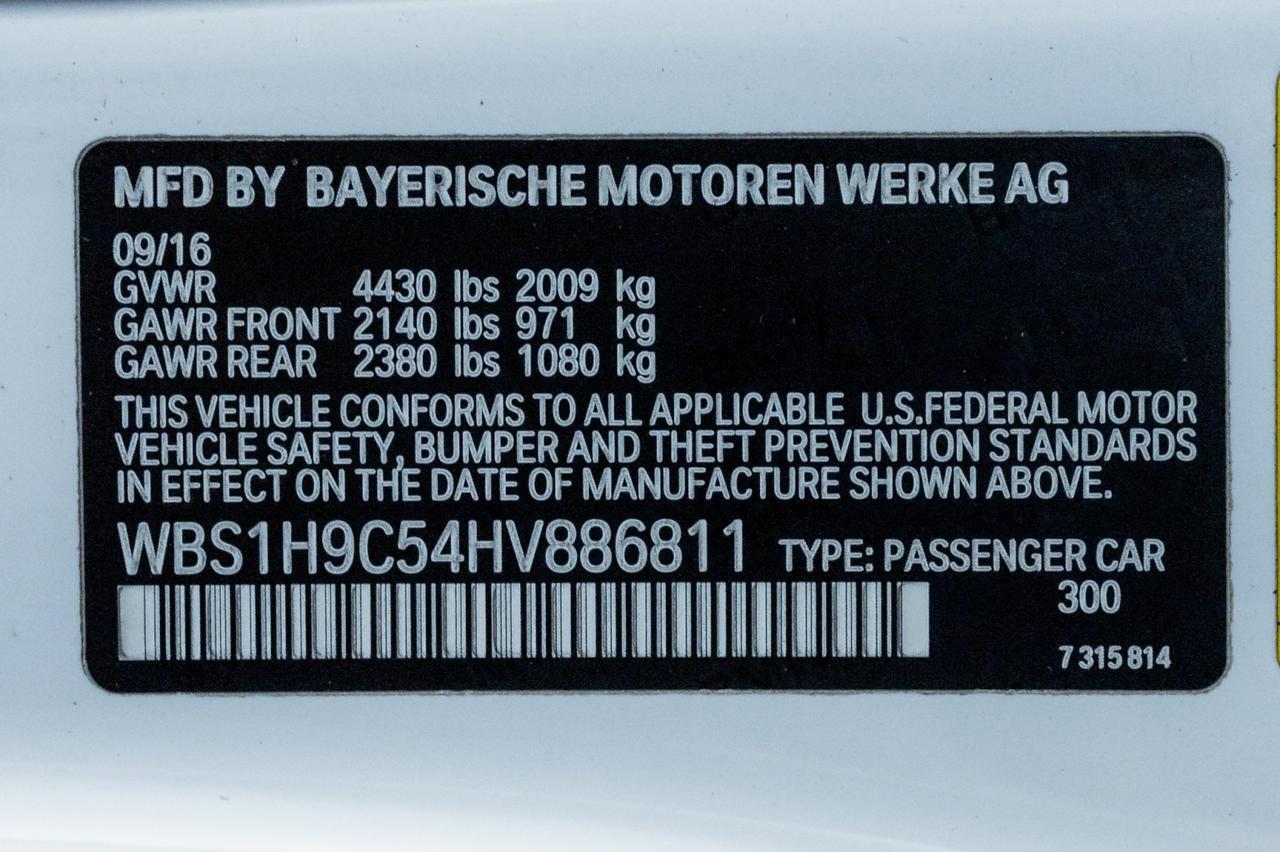 MFD BY BAYERISCHE MOTOREN WERKE AG
09/16
GVWR 4430 lbs 2009 kg
GAWR FRONT 2140 lbs 971 kg
GAWR REAR 2380 lbs 1080 kg
THIS VEHICLE CONFORMS TO ALL APPLICABLE U.S.FEDERAL MOTOR
VEHICLE SAFETY, BUMPER AND THEFT PREVENTION STANDARDS
IN EFFECT ON THE DATE OF MANUFACTURE SHOWN ABOVE.
WBS1H9C54HV886811 TYPE: PASSENGER CAR
300
7 315 814